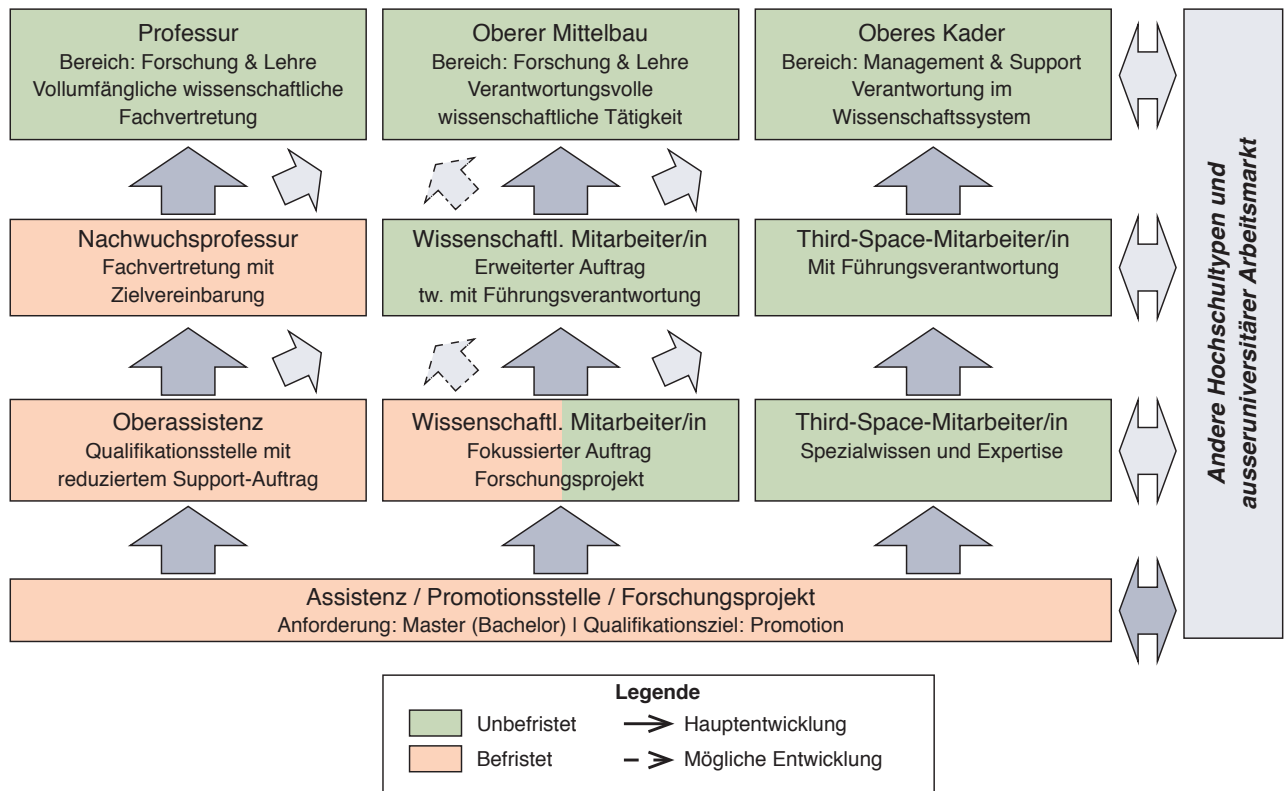 Professur
Bereich: Forschung & Lehre
Vollumfängliche wissenschaftliche
Fachvertretung
Oberer Mittelbau
Bereich: Forschung & Lehre
Verantwortungsvolle
wissenschaftliche Tätigkeit
Oberes Kader
Bereich: Management & Support
Verantwortung im
Wissenschaftssystem
Nachwuchsprofessur
Fachvertretung mit
Zielvereinbarung
Wissenschaftl. Mitarbeiter/in
Erweiterter Auftrag
tw. mit Führungsverantwortung
Third-Space-Mitarbeiter/in
Mit Führungsverantwortung
Oberassistenz
Qualifikationsstelle mit
reduziertem Support-Auftrag
Wissenschaftl. Mitarbeiter/in
Fokussierter Auftrag
Forschungsprojekt
Third-Space-Mitarbeiter/in
Spezialwissen und Expertise
Assistenz / Promotionsstelle / Forschungsprojekt
Anforderung: Master (Bachelor) I Qualifikationsziel: Promotion
Andere Hochschultypen und
ausseruniversitärer Arbeitsmarkt
Legende
Unbefristet
Hauptentwicklung
Befristet
Mögliche Entwicklung